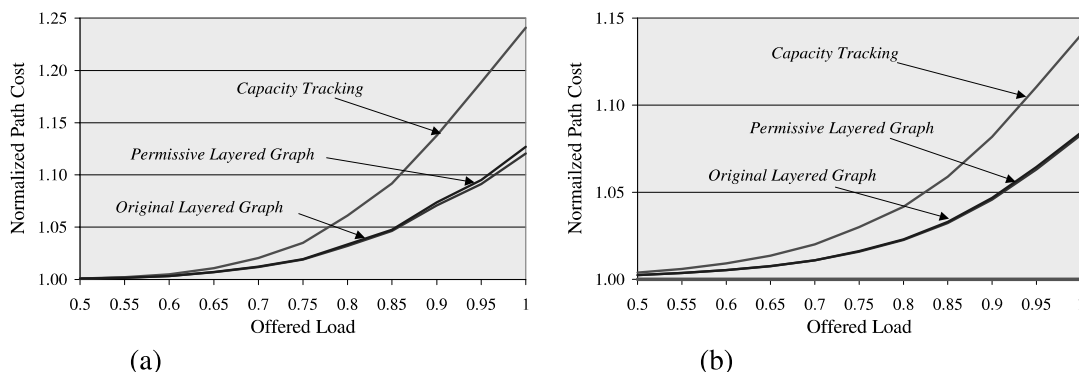 1.25
1.20
1.15
1.10
1.05
1.00
Normalized Path Cost
Capacity Tracking
Permissive Layered Graph
Original Layered Graph
0.5 0.55 0.6 0.65 0.7 0.75 0.8 0.85 0.9 0.95 1
Offered Load
(a)
1.15
1.10
1.05
1.00
Normailzed Path Cost
Capacity Tracking
Permissive Layered Graph
Original Layered Graph
0.5 0.55 0.6 0.65 0.7 0.75 0.8 0.85 0.9 0.95
Offered Load
(b)